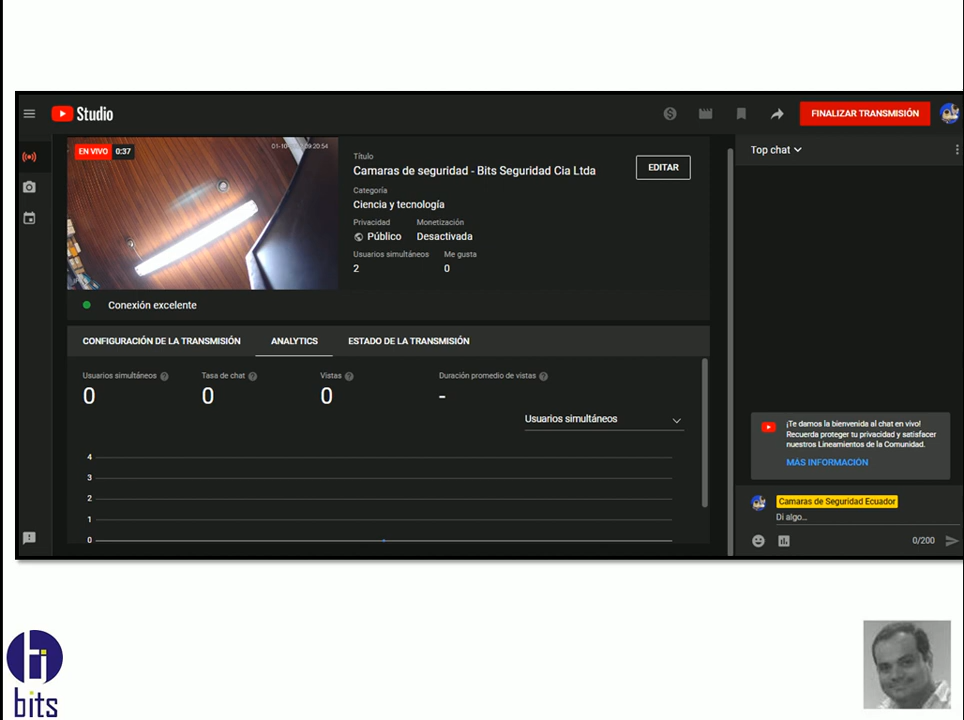 Studio
FINALIZAR TRANSMISIÓN
EN VIVO 0:37
Título
Camaras de seguridad - Bits Seguridad Cia Ltda
EDITAR
Categoría
Ciencia y tecnología
Privacidad Monetización
Público Desactivada
Usuarios simultáneos Me gusta
2 0
Conexión excelente
CONFIGURACIÓN DE LA TRANSMISIÓN ANALYTICS ESTADO DE LA TRANSMISIÓN
Usuarios simultáneos Tasa de chat Vistas Duración promedio de vistas
0 0 0 -
Usuarios simultáneos
4
3
2
1
0
Top chat
¡Te damos la bienvenida al chat en vivo!
Recuerda proteger tu privacidad y satisfacer
nuestros Lineamientos de la Comunidad.
MÁS INFORMACIÓN
Camaras de Seguridad Ecuador
Di algo...
0/200
bits